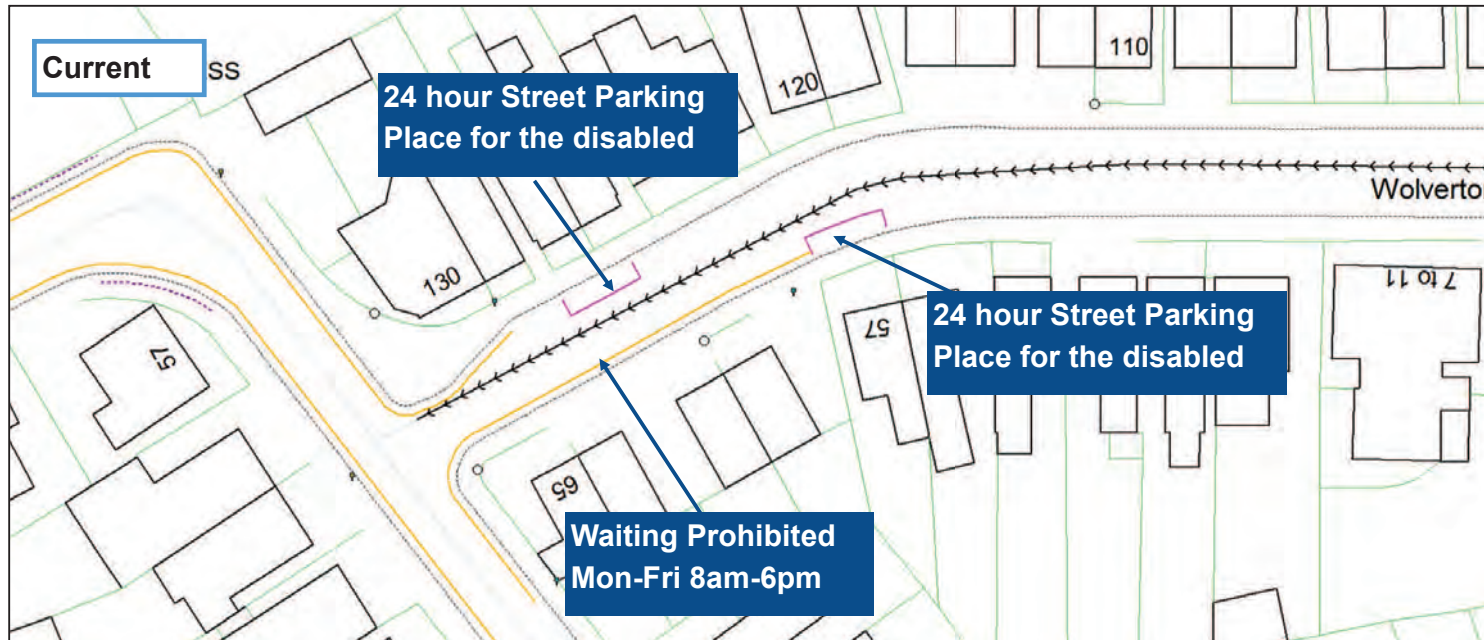 Current
ss
24 hour Street Parking
Place for the disabled
120
110
Wolverto
130
57
57
7 to 11
24 hour Street Parking
Place for the disabled
65
Waiting Prohibited
Mon-Fri 8am-6pm